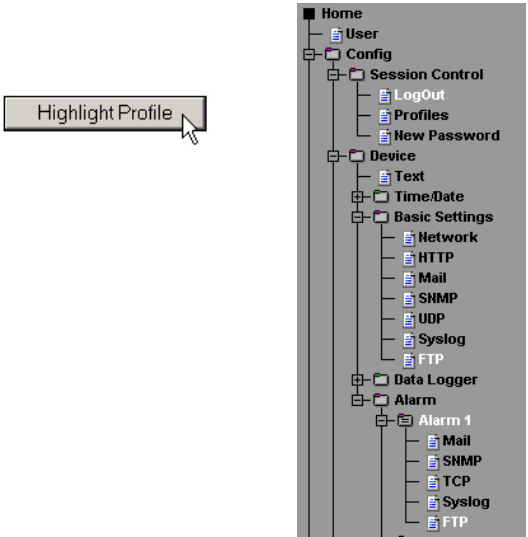 Highlight Profile
Home
User
Config
Session Control
LogOut
Profiles
New Password
Device
Text
Time/Date
Basic Settings
Network
HTTP
Mail
SNMP
UDP
Syslog
FTP
Data Logger
Alarm
Alarm 1
Mail
SNMP
TCP
Syslog
FTP